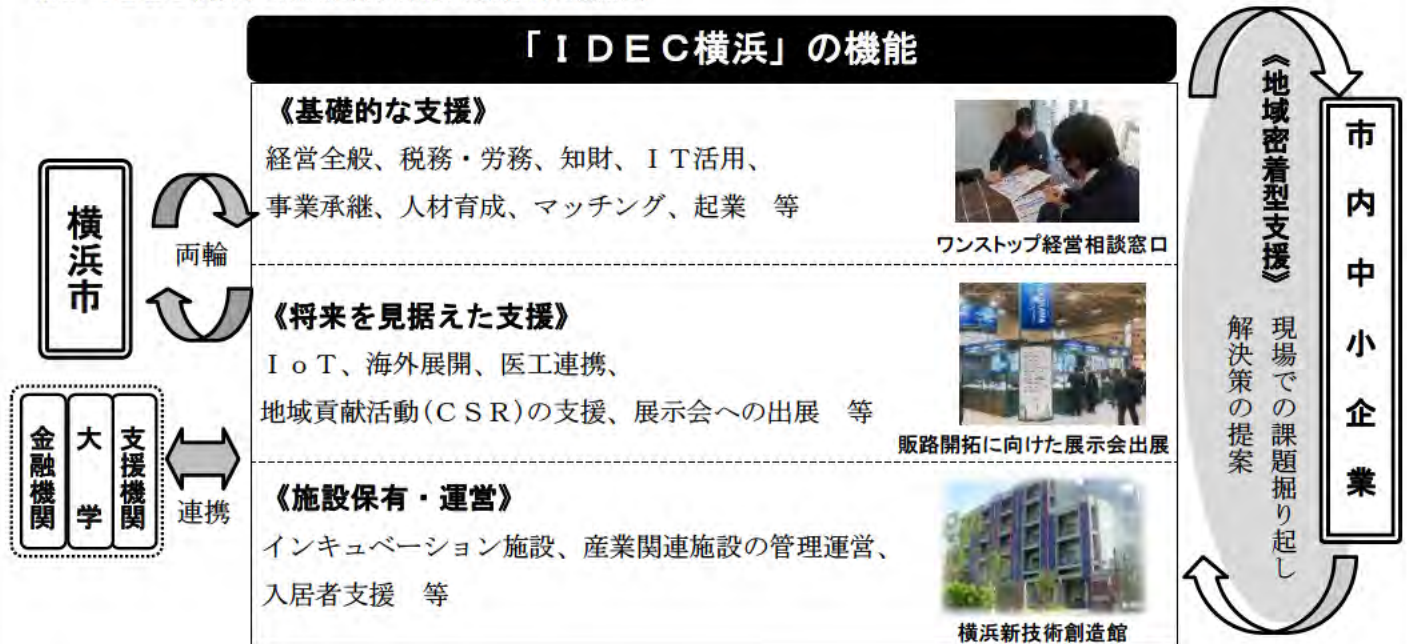 「ＩＤＥＣ横浜」の機能
横浜市
両輪
金融機関
大学
支援機関
連携
《基礎的な支援》
経営全般、税務・労務、知財、ＩＴ活用、
事業承継、人材育成、マッチング、起業　等
ワンストップ経営相談窓口
《将来を見据えた支援》
ＩｏＴ、海外展開、医工連携、
地域貢献活動(ＣＳＲ)の支援、展示会への出展　等
販路開拓に向けた展示会出展
《施設保有・運営》
インキュベーション施設、産業関連施設の管理運営、
入居者支援　等
横浜新技術創造館
《地域密着型支援》
現場での課題掘り起し
解決策の提案
市内中小企業